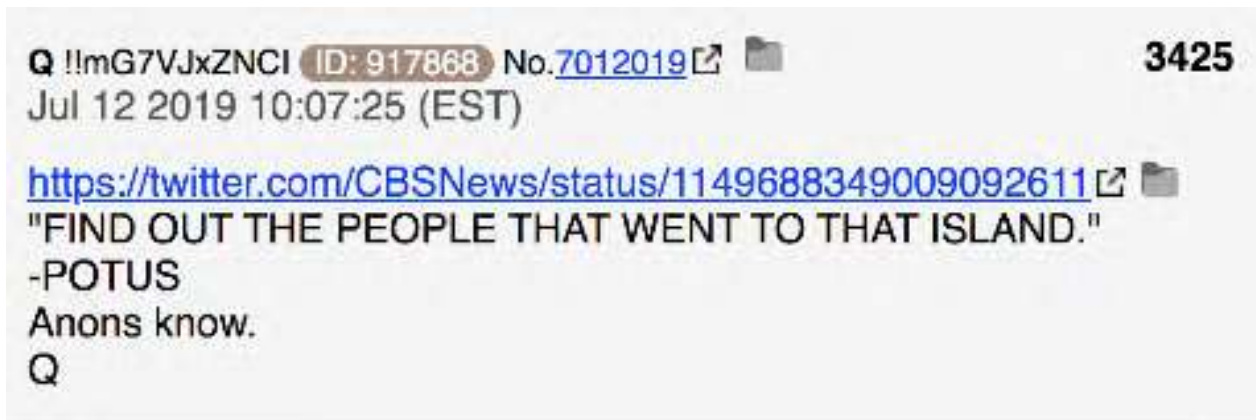 Q !!mG7VJxZNCI ID: 917868 No.7012019 3425
Jul 12 2019 10:07:25 (EST)
https://twitter.com/CBSNews/status/1149688349009092611
"FIND OUT THE PEOPLE THAT WENT TO THAT ISLAND."
-POTUS
Anons know.
Q